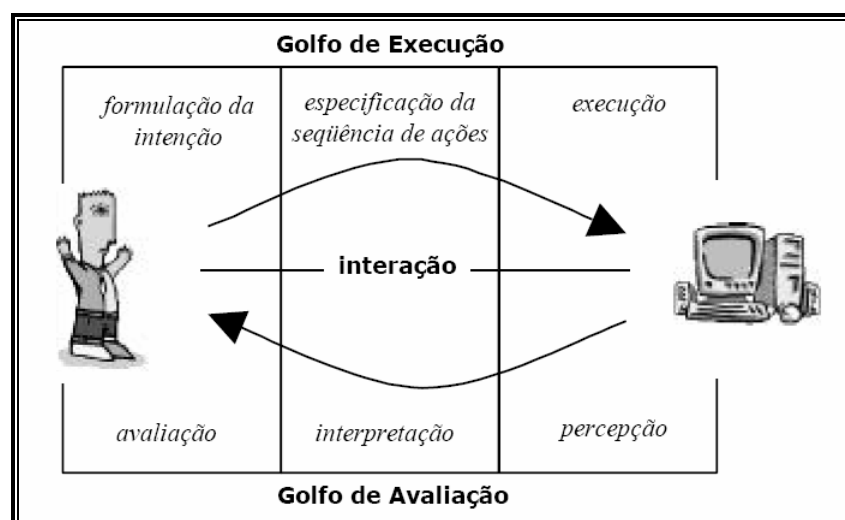 Golfo de Execução
formulação da
intenção
especificação da
seqüência de ações
execução
interação
avaliação
interpretação
percepção
Golfo de Avaliação